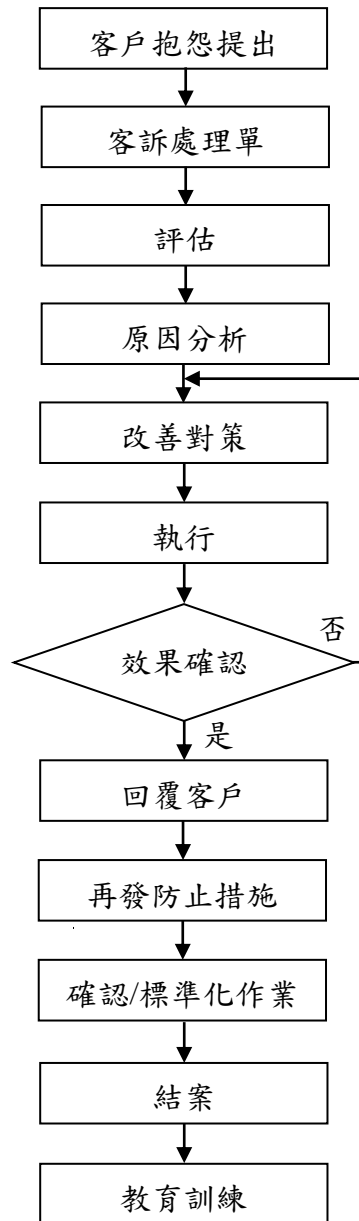 客戶抱怨提出
客訴處理單
評估
原因分析
改善對策
執行
否
效果確認
是
回覆客戶
再發防止措施
確認/標準化作業
結案
教育訓練